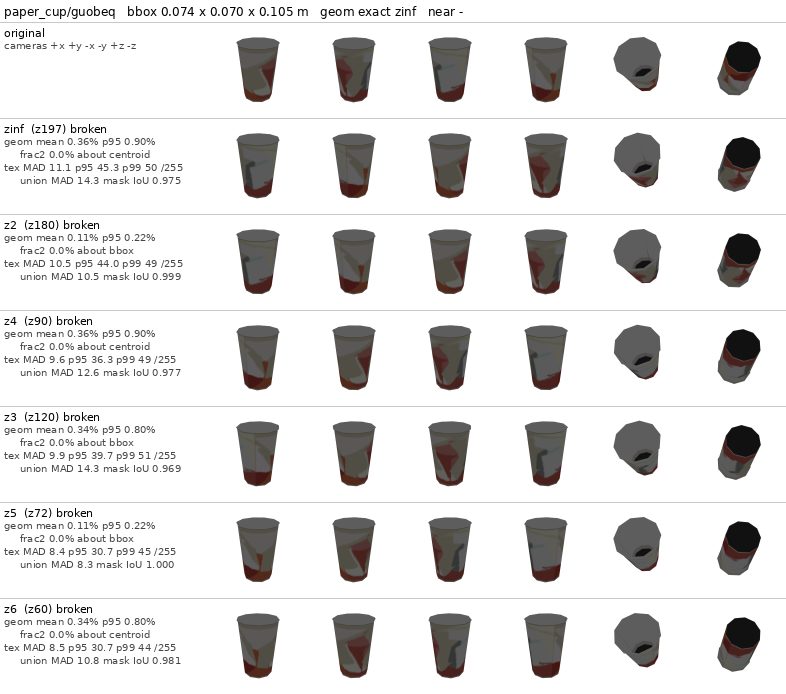 paper_cup/guobeq   bbox 0.074 x 0.070 x 0.105 m   geom exact zinf   near -
original
cameras +x +y -x -y +z -z
zinf  (z197) broken
geom mean 0.36% p95 0.90%
frac2 0.0% about centroid
tex MAD 11.1 p95 45.3 p99 50 /255
union MAD 14.3 mask IoU 0.975
z2  (z180) broken
geom mean 0.11% p95 0.22%
frac2 0.0% about bbox
tex MAD 10.5 p95 44.0 p99 49 /255
union MAD 10.5 mask IoU 0.999
z4  (z90) broken
geom mean 0.36% p95 0.90%
frac2 0.0% about centroid
tex MAD 9.6 p95 36.3 p99 49 /255
union MAD 12.6 mask IoU 0.977
z3  (z120) broken
geom mean 0.34% p95 0.80%
frac2 0.0% about bbox
tex MAD 9.9 p95 39.7 p99 51 /255
union MAD 14.3 mask IoU 0.969
z5  (z72) broken
geom mean 0.11% p95 0.22%
frac2 0.0% about bbox
tex MAD 8.4 p95 30.7 p99 45 /255
union MAD 8.3 mask IoU 1.000
z6  (z60) broken
geom mean 0.34% p95 0.80%
frac2 0.0% about centroid
tex MAD 8.5 p95 30.7 p99 44 /255
union MAD 10.8 mask IoU 0.981